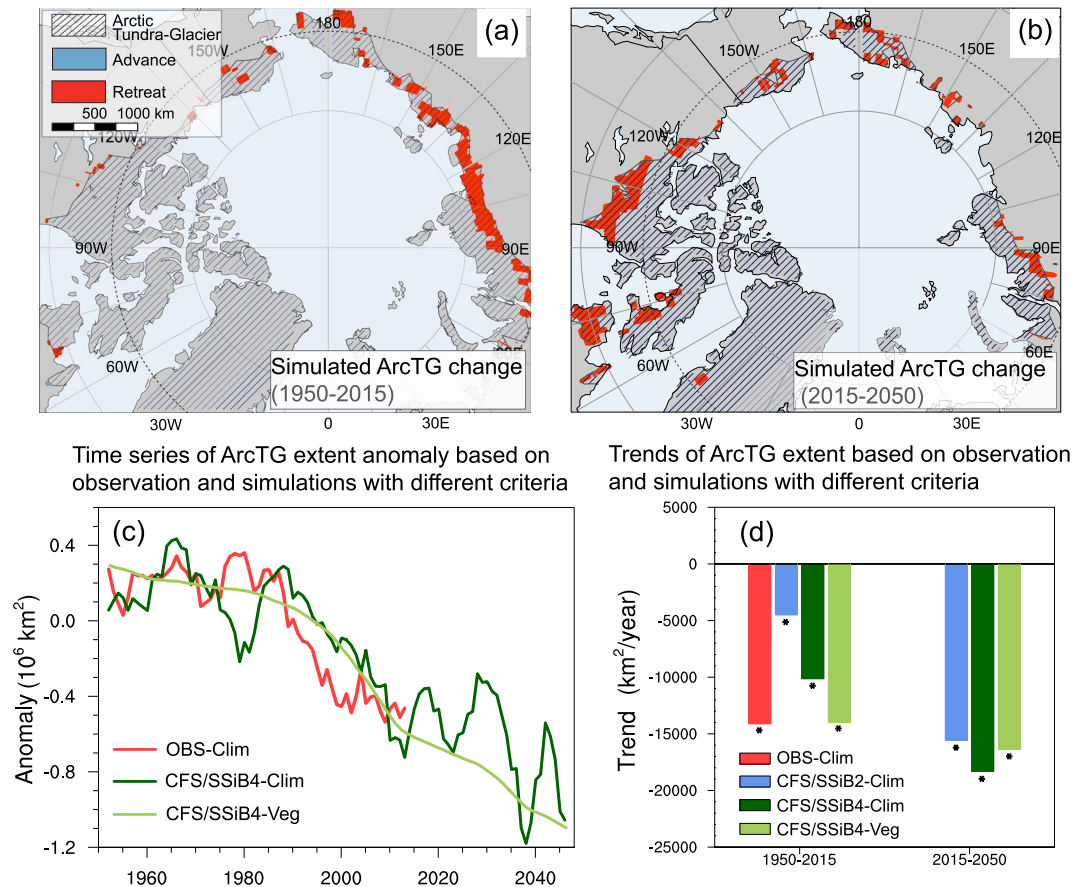 (a)
Arctic
Tundra-Glacier
Advance
Retreat
500 1000 km
150W
180
150E
120W
120E
90W
90E
60W
Simulated ArcTG change
(1950-2015)
30W
0
30E
(b)
180
150W
150E
120W
120E
90W
90E
60W
60E
Simulated ArcTG change
(2015-2050)
30W
0
30E
Time series of ArcTG extent anomaly based on
observation and simulations with different criteria
Trends of ArcTG extent based on observation
and simulations with different criteria
(c)
Anomaly (10⁶ km²)
0.4
0.0
-0.4
-0.8
-1.2
OBS-Clim
CFS/SSiB4-Clim
CFS/SSiB4-Veg
1960
1980
2000
2020
2040
(d)
Trend (km²/year)
5000
0
-5000
-10000
-15000
-20000
-25000
* * * *
* * *
OBS-Clim
CFS/SSiB2-Clim
CFS/SSiB4-Clim
CFS/SSiB4-Veg
1950-2015
2015-2050